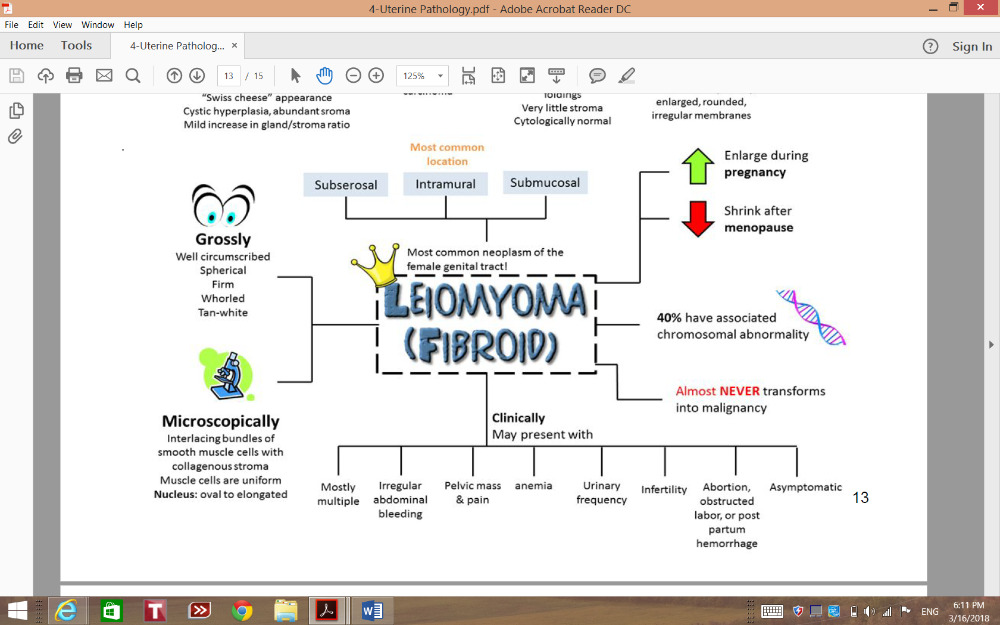 4-Uterine Pathology.pdf - Adobe Acrobat Reader DC
File Edit View Window Help
Home Tools 4-Uterine Patholog... × Sign In
13 / 15 125%
"Swiss cheese" appearance
Cystic hyperplasia, abundant sroma
Mild increase in gland/stroma ratio
carcinoma
foldings
Very little stroma
Cytologically normal
enlarged, rounded,
irregular membranes
Most common
location
Subserosal
Intramural
Submucosal
Enlarge during
pregnancy
Shrink after
menopause
Grossly
Well circumscribed
Spherical
Firm
Whorled
Tan-white
Most common neoplasm of the
female genital tract!
LEIOMYOMA
(FIBROID)
40% have associated
chromosomal abnormality
Almost NEVER transforms
into malignancy
Microscopically
Interlacing bundles of
smooth muscle cells with
collagenous stroma
Muscle cells are uniform
Nucleus: oval to elongated
Clinically
May present with
Mostly
multiple
Irregular
abdominal
bleeding
Pelvic mass
& pain
anemia
Urinary
frequency
Infertility
Abortion,
obstructed
labor, or post
partum
hemorrhage
Asymptomatic
13
ENG
6:11 PM
3/16/2018